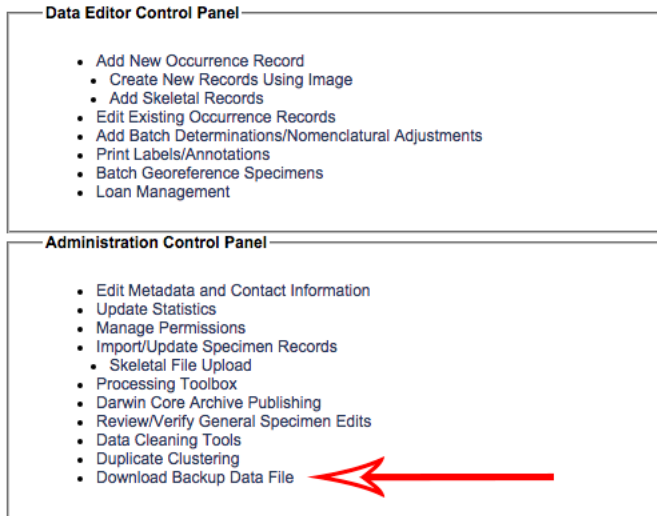 Data Editor Control Panel
Add New Occurrence Record
Create New Records Using Image
Add Skeletal Records
Edit Existing Occurrence Records
Add Batch Determinations/Nomenclatural Adjustments
Print Labels/Annotations
Batch Georeference Specimens
Loan Management
Administration Control Panel
Edit Metadata and Contact Information
Update Statistics
Manage Permissions
Import/Update Specimen Records
Skeletal File Upload
Processing Toolbox
Darwin Core Archive Publishing
Review/Verify General Specimen Edits
Data Cleaning Tools
Duplicate Clustering
Download Backup Data File